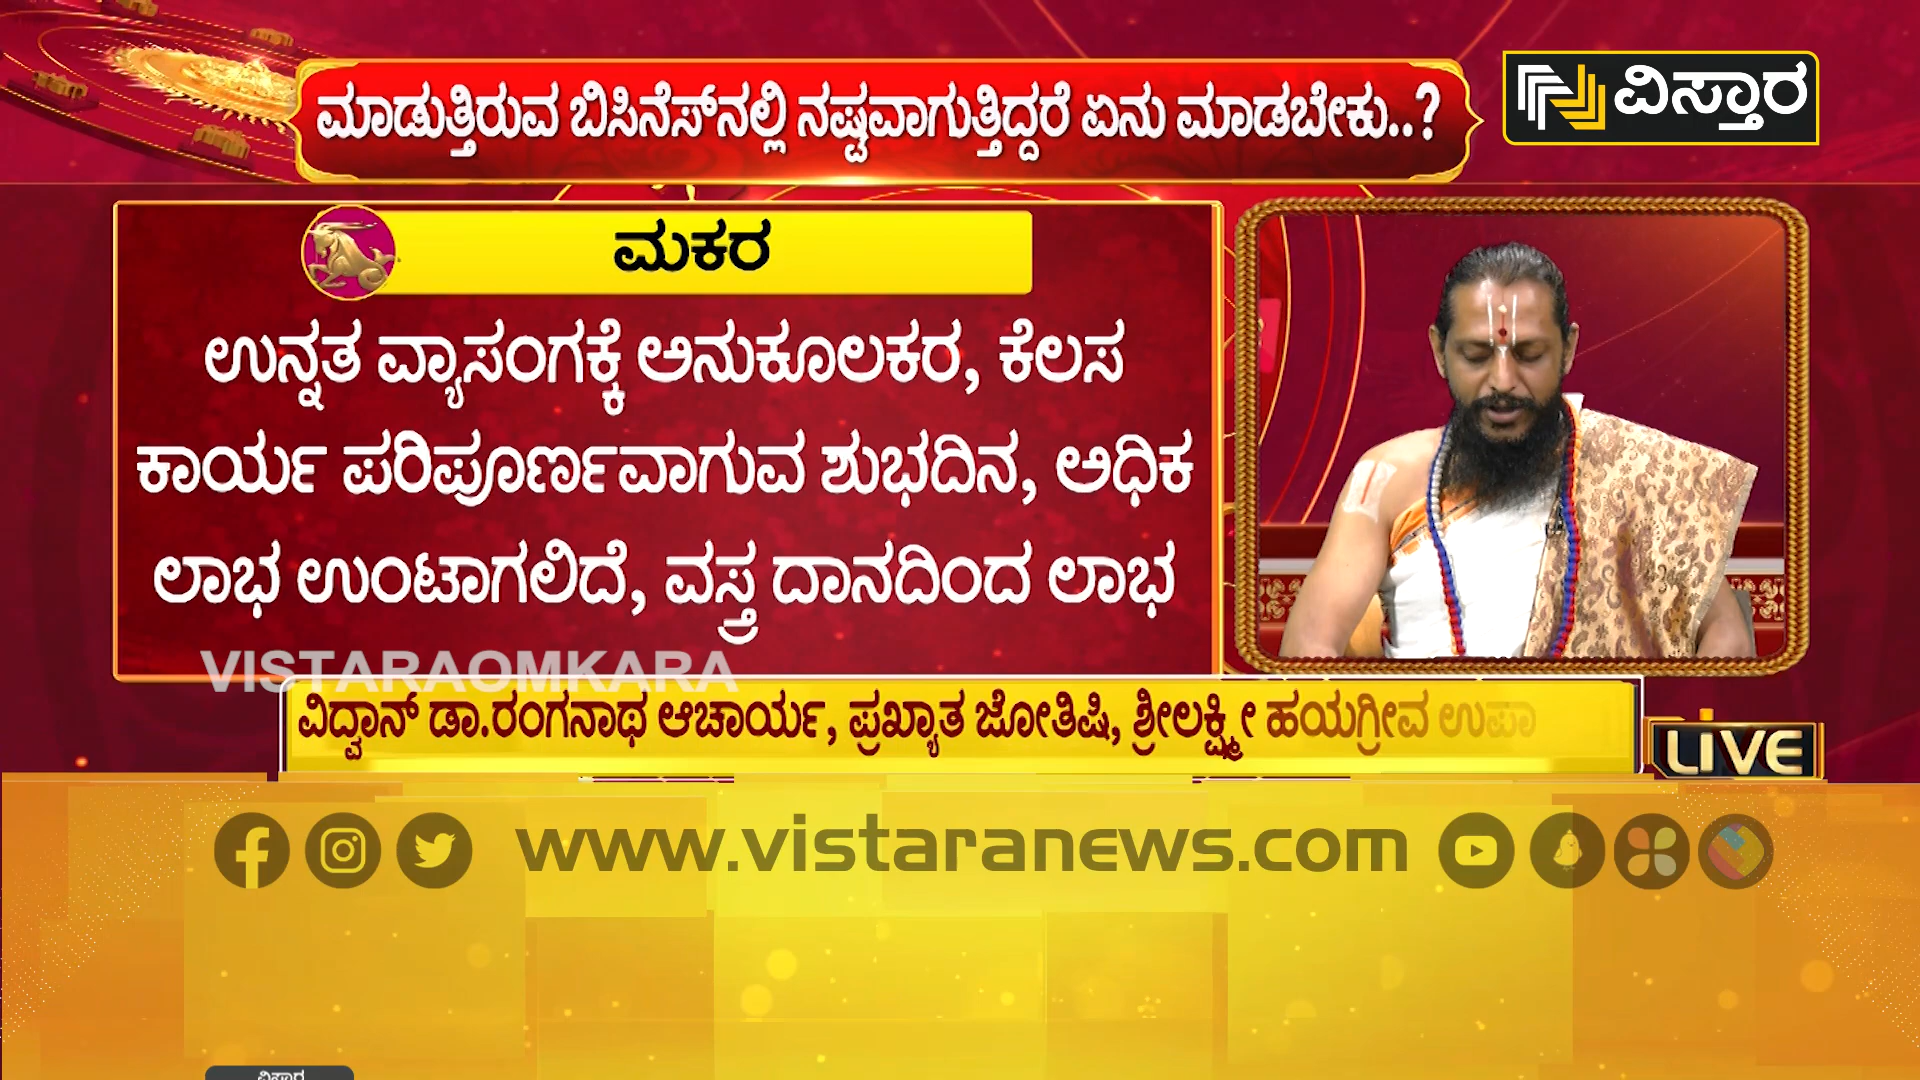 ಮಾಡುತ್ತಿರುವ ಬಿಸಿನೆಸ್‌ನಲ್ಲಿ ನಷ್ಟವಾಗುತ್ತಿದ್ದರೆ ಏನು ಮಾಡಬೇಕು..?
ವಿಸ್ತಾರ
ಮಕರ
ಉನ್ನತ ವ್ಯಾಸಂಗಕ್ಕೆ ಅನುಕೂಲಕರ, ಕೆಲಸ
ಕಾರ್ಯ ಪರಿಪೂರ್ಣವಾಗುವ ಶುಭದಿನ, ಅಧಿಕ
ಲಾಭ ಉಂಟಾಗಲಿದೆ, ವಸ್ತ್ರ ದಾನದಿಂದ ಲಾಭ
VISTARAOMKARA
ವಿದ್ವಾನ್ ಡಾ.ರಂಗನಾಥ ಆಚಾರ್ಯ, ಪ್ರಖ್ಯಾತ ಜ್ಯೋತಿಷಿ, ಶ್ರೀಲಕ್ಷ್ಮೀ ಹಯಗ್ರೀವ ಉಪಾ
LIVE
www.vistaranews.com
ವಿಸ್ತಾರ